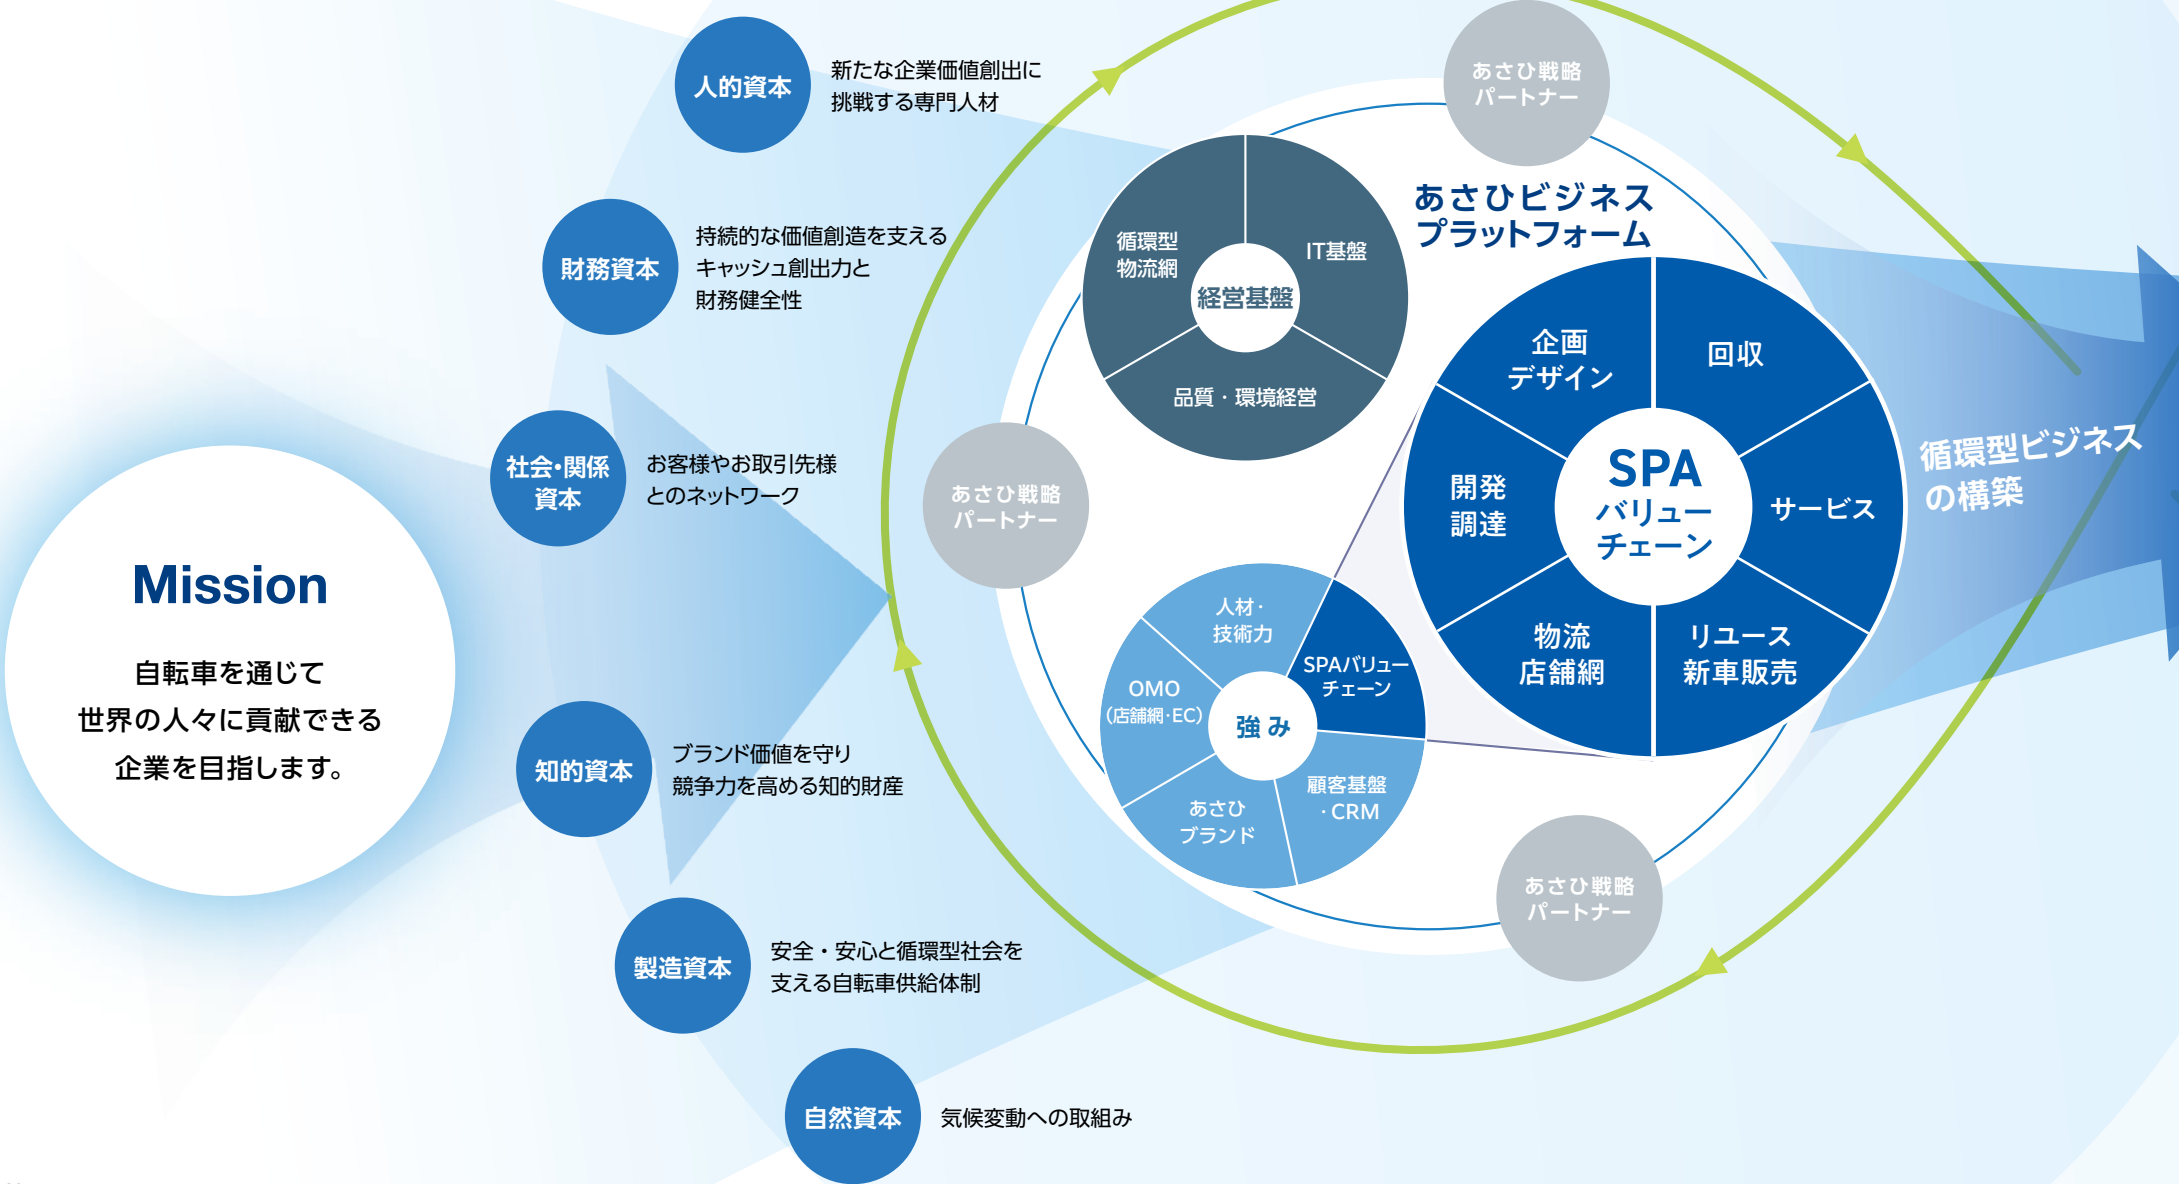 Mission
自転車を通じて
世界の人々に貢献できる
企業を目指します。
人的資本
新たな企業価値創出に
挑戦する専門人材
財務資本
持続的な価値創造を支える
キャッシュ創出力と
財務健全性
社会・関係
資本
お客様やお取引先様
とのネットワーク
知的資本
ブランド価値を守り
競争力を高める知的財産
製造資本
安全・安心と循環型社会を
支える自転車供給体制
自然資本
気候変動への取組み
あさひ戦略
パートナー
あさひビジネス
プラットフォーム
循環型
物流網
IT基盤
経営基盤
品質・環境経営
あさひ戦略
パートナー
人材・
技術力
SPAバリュー
チェーン
OMO
(店舗網・EC)
強み
顧客基盤
・CRM
あさひ
ブランド
企画
デザイン
回収
開発
調達
SPA
バリュー
チェーン
サービス
物流
店舗網
リユース
新車販売
あさひ戦略
パートナー
循環型ビジネス
の構築